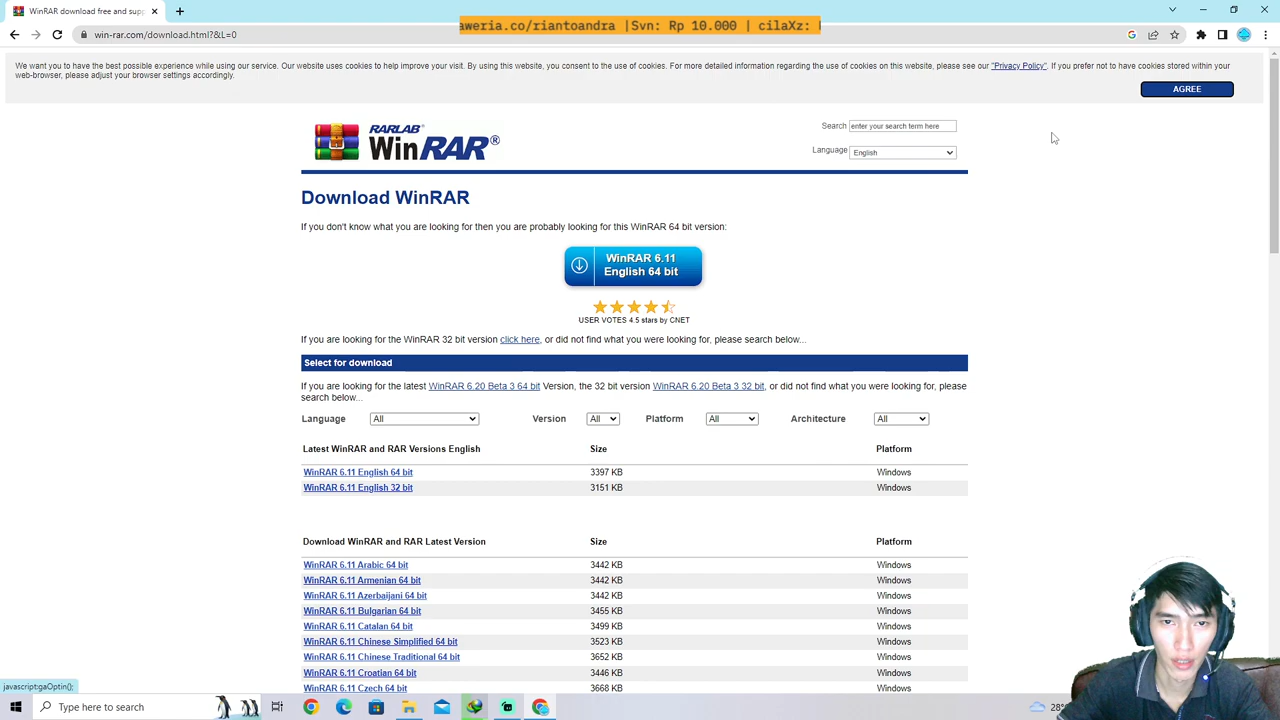 WinRAR download free and supp
aweria.co/riantoandra |Svn: Rp 10.000 | cilaXz:
win-rar.com/download.html?&L=0
We want you to have the best possible experience while using our service. Our website uses cookies to help improve your visit. By using this website, you consent to the use of cookies. For more detailed information regarding the use of cookies on this website, please see our "Privacy Policy". If you prefer not to have cookies stored within your
web-browser, please adjust your browser settings accordingly.
AGREE
RARLAB®
WinRAR®
Search enter your search term here
Language English
Download WinRAR
If you don't know what you are looking for then you are probably looking for this WinRAR 64 bit version:
WinRAR 6.11
English 64 bit
USER VOTES 4.5 stars by CNET
If you are looking for the WinRAR 32 bit version click here, or did not find what you were looking for, please search below...
Select for download
If you are looking for the latest WinRAR 6.20 Beta 3 64 bit Version, the 32 bit version WinRAR 6.20 Beta 3 32 bit, or did not find what you were looking for, please
search below...
Language All Version All Platform All Architecture All
Latest WinRAR and RAR Versions English Size Platform
WinRAR 6.11 English 64 bit 3397 KB Windows
WinRAR 6.11 English 32 bit 3151 KB Windows
Download WinRAR and RAR Latest Version Size Platform
WinRAR 6.11 Arabic 64 bit 3442 KB Windows
WinRAR 6.11 Armenian 64 bit 3442 KB Windows
WinRAR 6.11 Azerbaijani 64 bit 3442 KB Windows
WinRAR 6.11 Bulgarian 64 bit 3455 KB Windows
WinRAR 6.11 Catalan 64 bit 3499 KB Windows
WinRAR 6.11 Chinese Simplified 64 bit 3523 KB Windows
WinRAR 6.11 Chinese Traditional 64 bit 3652 KB Windows
WinRAR 6.11 Croatian 64 bit 3446 KB Windows
WinRAR 6.11 Czech 64 bit 3668 KB Windows
javascript:gaOptin();
Type here to search
28°